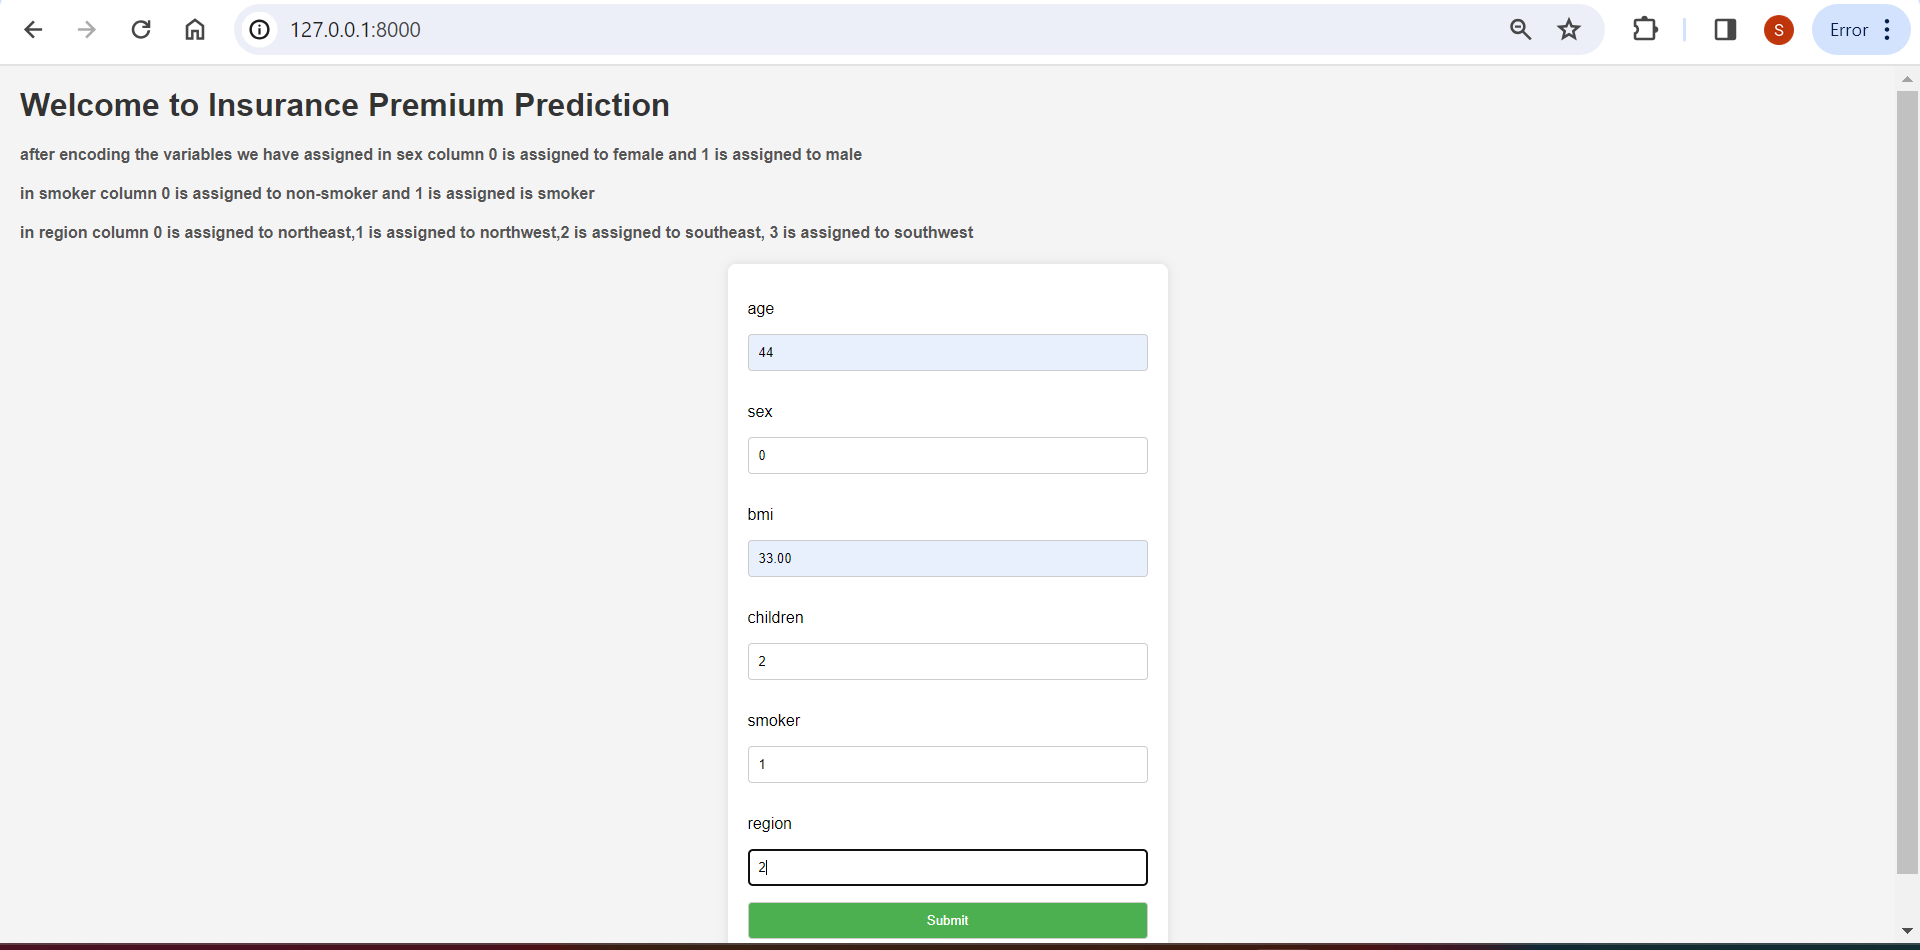 127.0.0.1:8000
S
Error
Welcome to Insurance Premium Prediction
after encoding the variables we have assigned in sex column 0 is assigned to female and 1 is assigned to male
in smoker column 0 is assigned to non-smoker and 1 is assigned is smoker
in region column 0 is assigned to northeast,1 is assigned to northwest,2 is assigned to southeast, 3 is assigned to southwest
age
44
sex
0
bmi
33.00
children
2
smoker
1
region
2
Submit